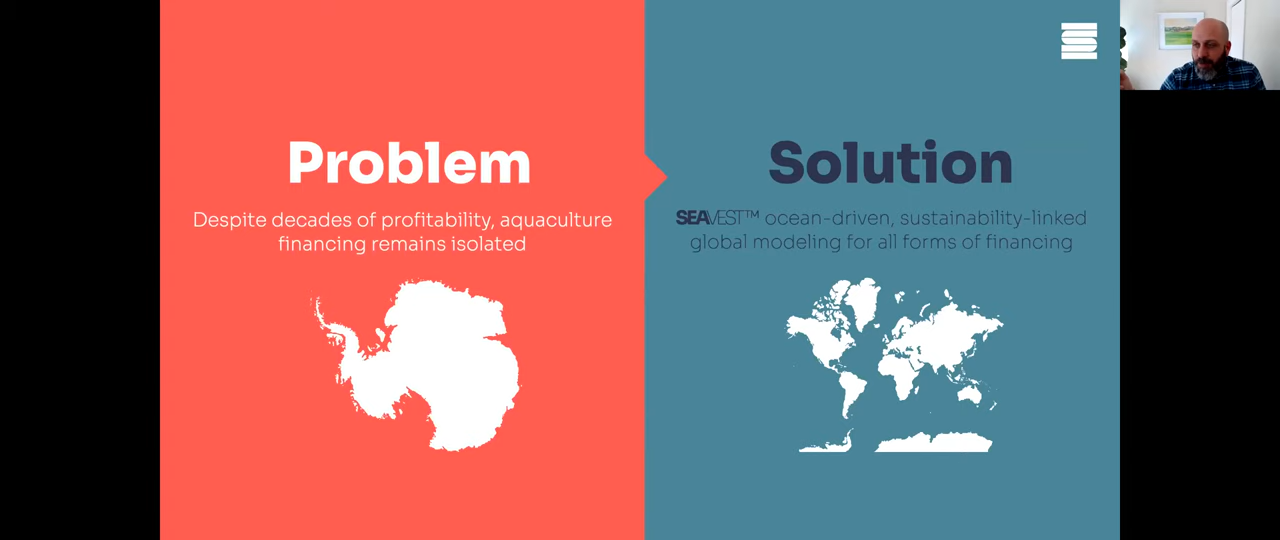 Problem
Despite decades of profitability, aquaculture
financing remains isolated
Solution
SEAVEST™ ocean-driven, sustainability-linked
global modeling for all forms of financing